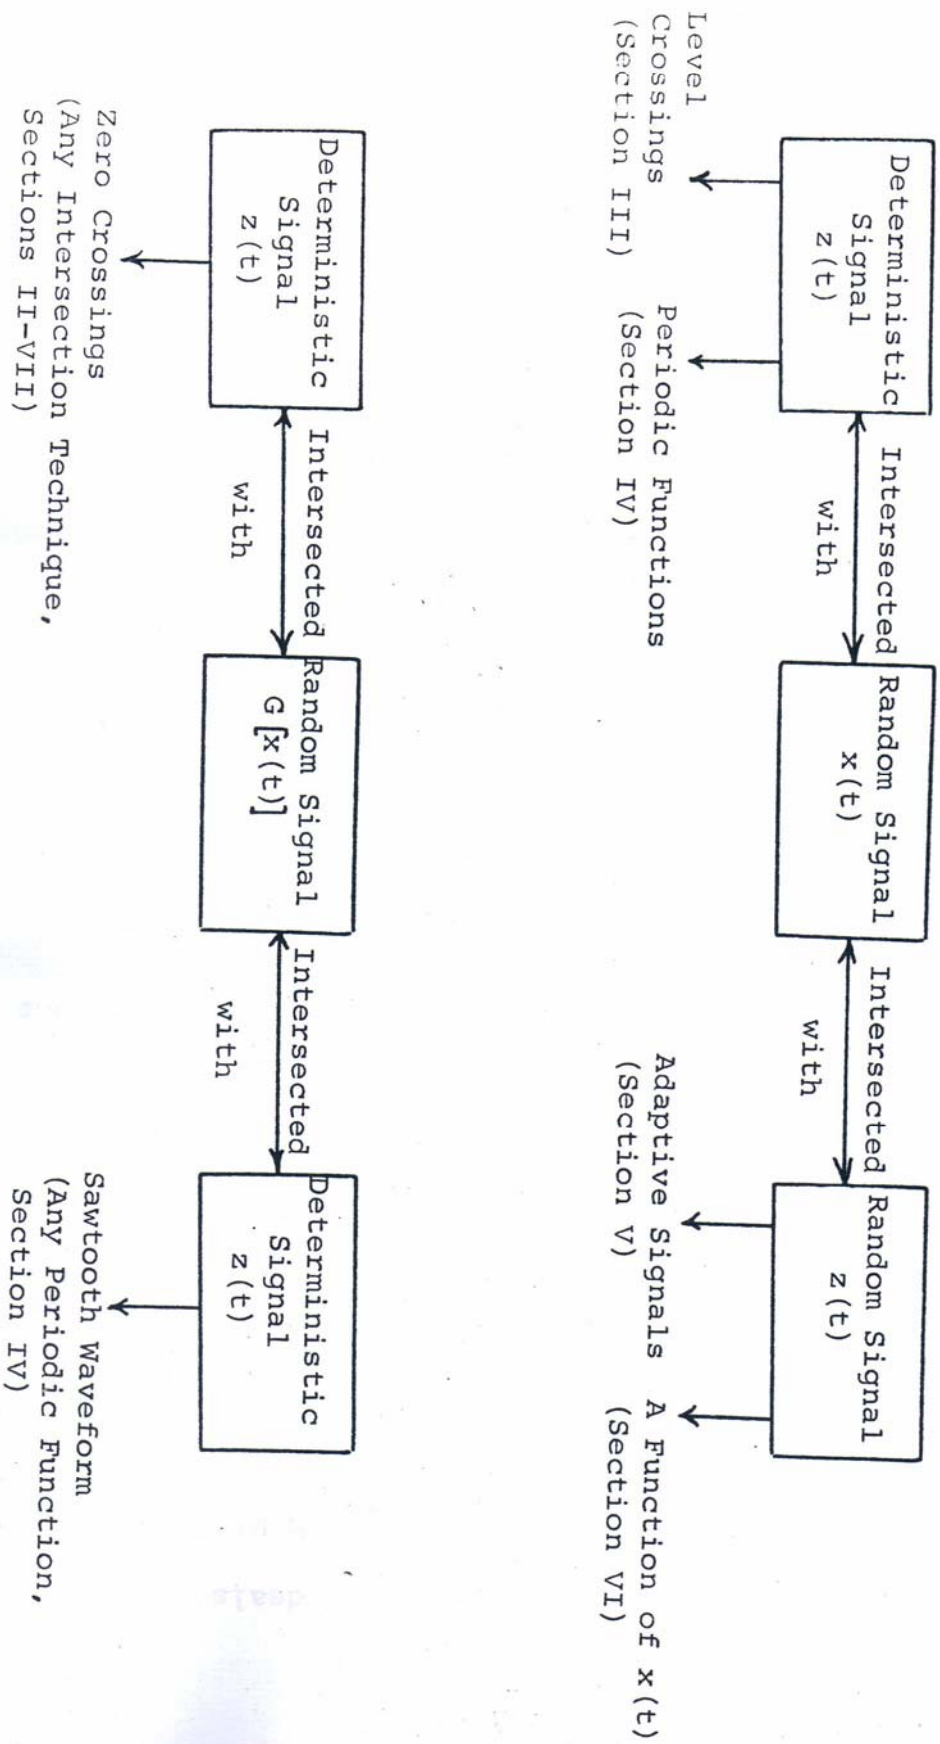 Deterministic
Signal
z(t)
Intersected
with
Random Signal
x(t)
Intersected
with
Random Signal
z(t)
Level
Crossings
(Section III)
Periodic Functions
(Section IV)
Adaptive Signals
(Section V)
A Function of x(t)
(Section VI)
Deterministic
Signal
z(t)
Intersected
with
Random Signal
G[x(t)]
Intersected
with
Deterministic
Signal
z(t)
Zero Crossings
(Any Intersection Technique,
Sections II-VII)
Sawtooth Waveform
(Any Periodic Function,
Section IV)